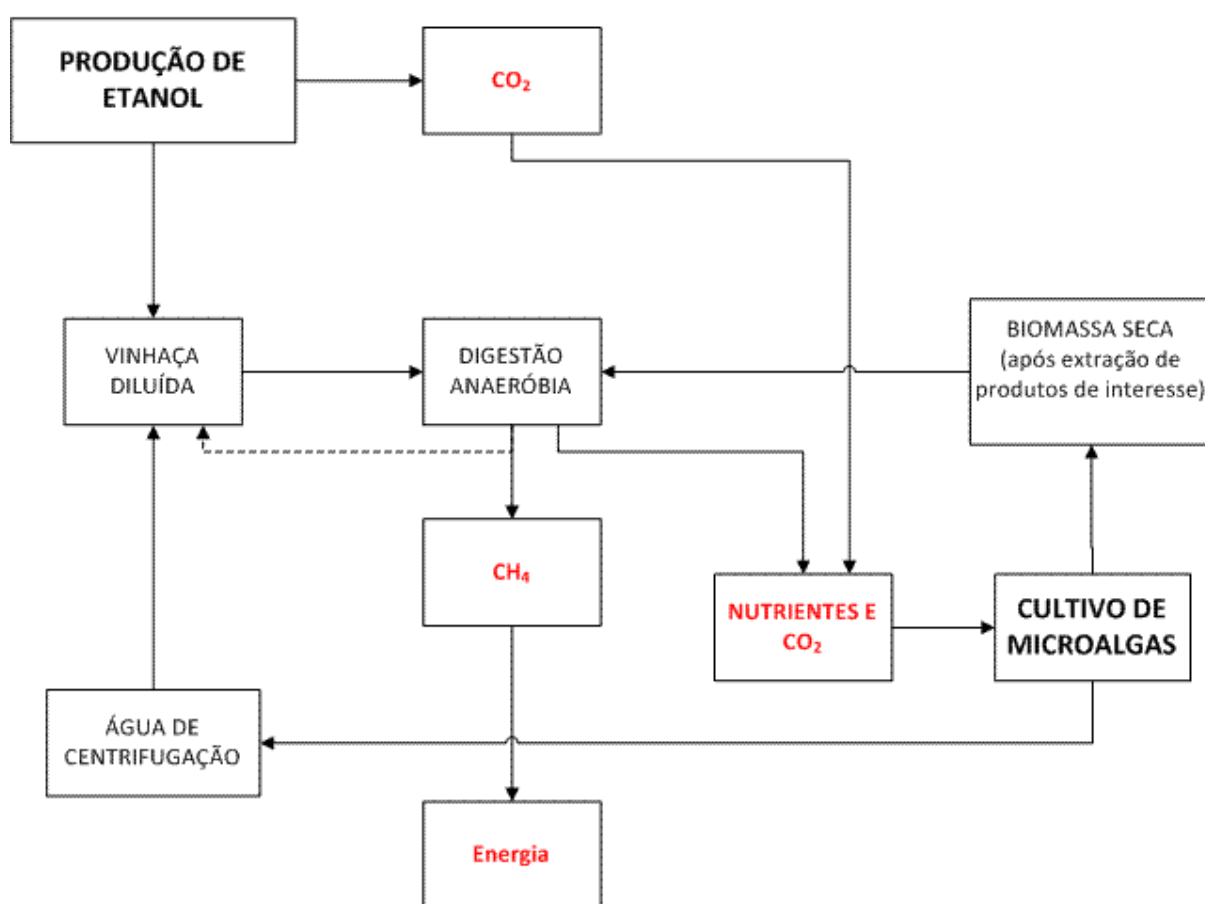 PRODUÇÃO DE
ETANOL
CO₂
VINHAÇA
DILUÍDA
DIGESTÃO
ANAERÓBIA
BIOMASSA SECA
(após extração de
produtos de interesse)
CH₄
NUTRIENTES E
CO₂
CULTIVO DE
MICROALGAS
ÁGUA DE
CENTRIFUGAÇÃO
Energia